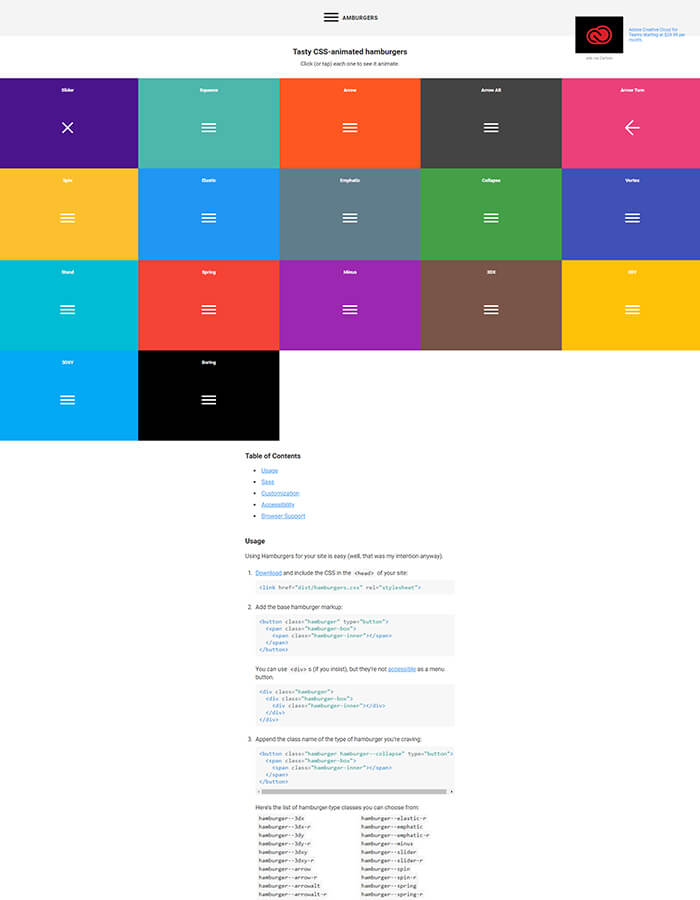 AMBURGERS
Adobe Creative Cloud for
Teams starting at $29.99 per
month.
ads via Carbon
Tasty CSS-animated hamburgers
Click (or tap) each one to see it animate.
Slider
Squeeze
Arrow
Arrow Alt
Arrow Turn
Spin
Elastic
Emphatic
Collapse
Vortex
Stand
Spring
Minus
3DX
3DY
3DXY
Boring
Table of Contents
Usage
Sass
Customization
Accessibility
Browser Support
Usage
Using Hamburgers for your site is easy (well, that was my intention anyway).
1. Download and include the CSS in the <head> of your site:
<link href="dist/hamburgers.css" rel="stylesheet">
2. Add the base hamburger markup:
<button class="hamburger" type="button">
<span class="hamburger-box">
<span class="hamburger-inner"></span>
</span>
</button>
You can use <div>s (if you insist), but they're not accessible as a menu
button.
<div class="hamburger">
<div class="hamburger-box">
<div class="hamburger-inner"></div>
</div>
</div>
3. Append the class name of the type of hamburger you're craving:
<button class="hamburger hamburger--collapse" type="button">
<span class="hamburger-box">
<span class="hamburger-inner"></span>
</span>
</button>
Here's the list of hamburger-type classes you can choose from:
hamburger--3dx
hamburger--3dx-r
hamburger--3dy
hamburger--3dy-r
hamburger--3dxy
hamburger--3dxy-r
hamburger--arrow
hamburger--arrow-r
hamburger--arrowalt
hamburger--arrowalt-r
hamburger--elastic-r
hamburger--emphatic
hamburger--emphatic-r
hamburger--minus
hamburger--slider
hamburger--slider-r
hamburger--spin
hamburger--spin-r
hamburger--spring
hamburger--spring-r